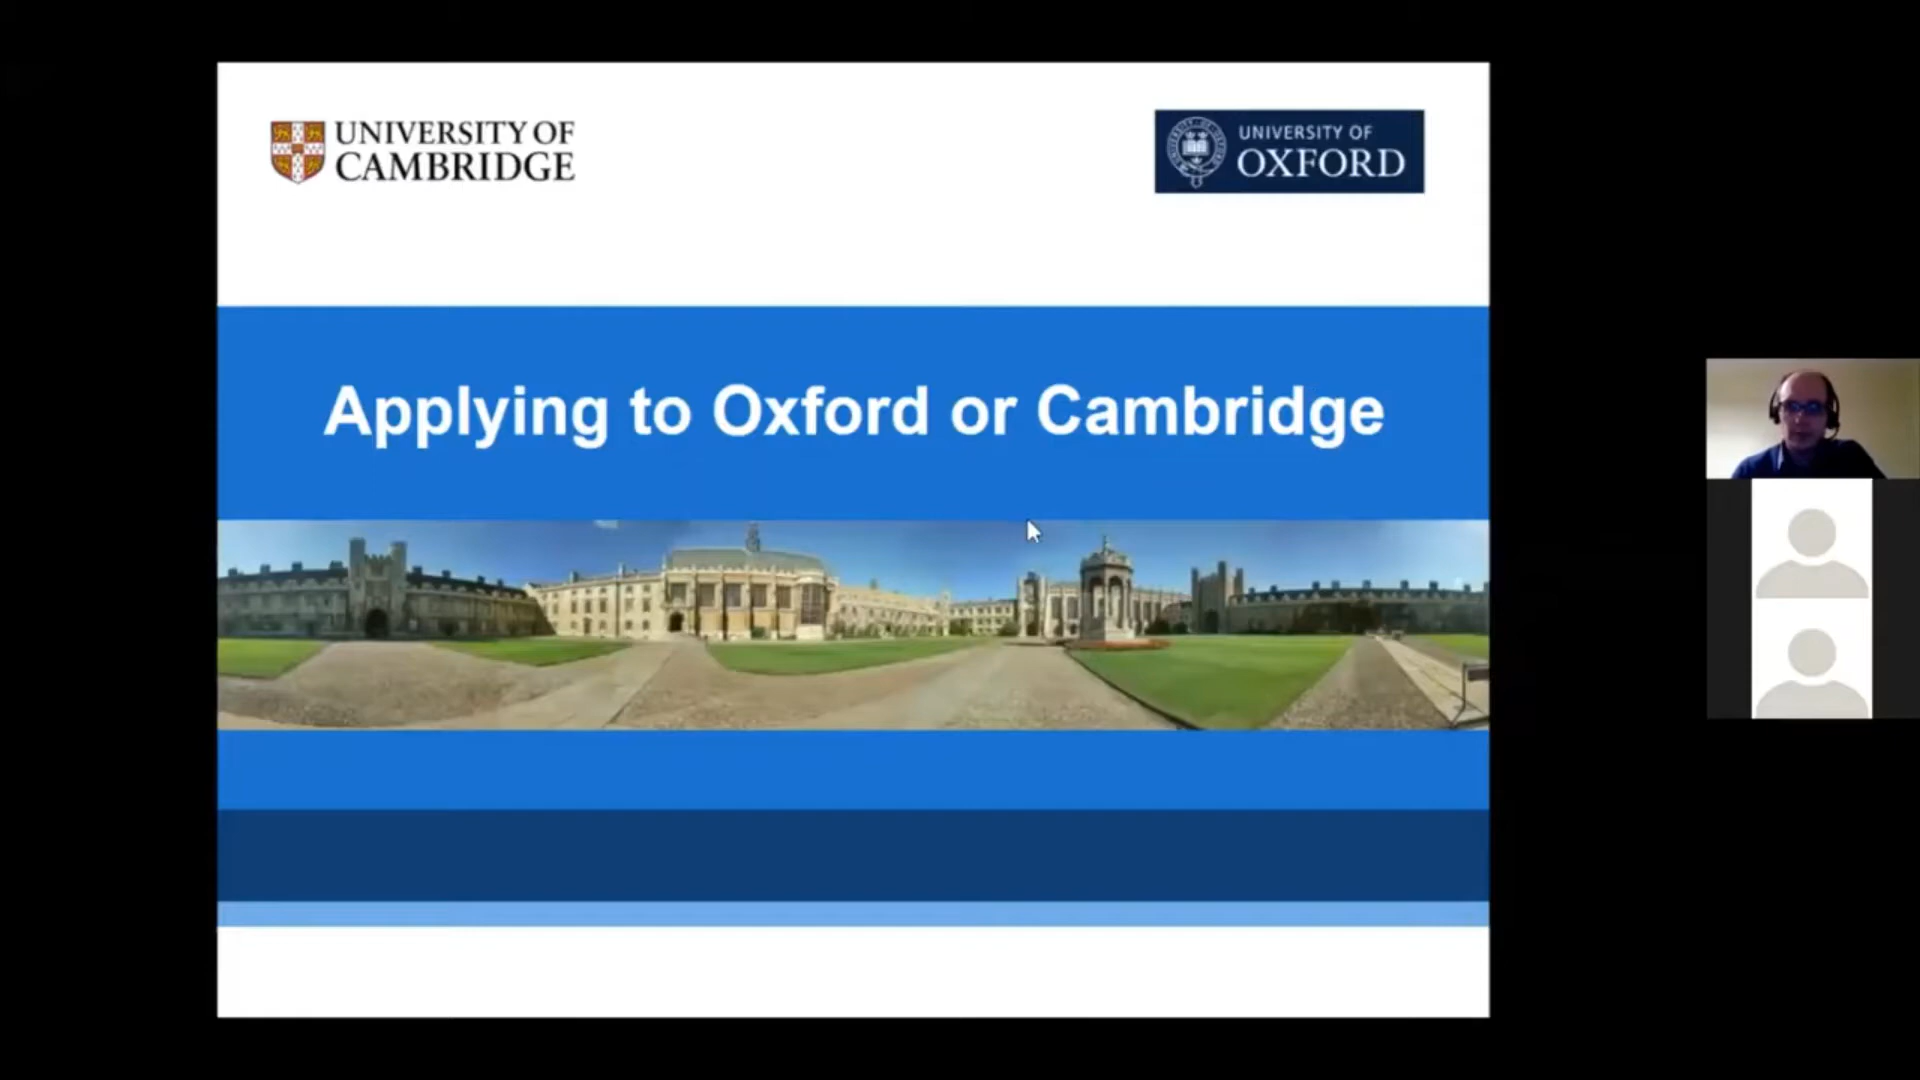 UNIVERSITY OF
CAMBRIDGE
UNIVERSITY OF
OXFORD
Applying to Oxford or Cambridge